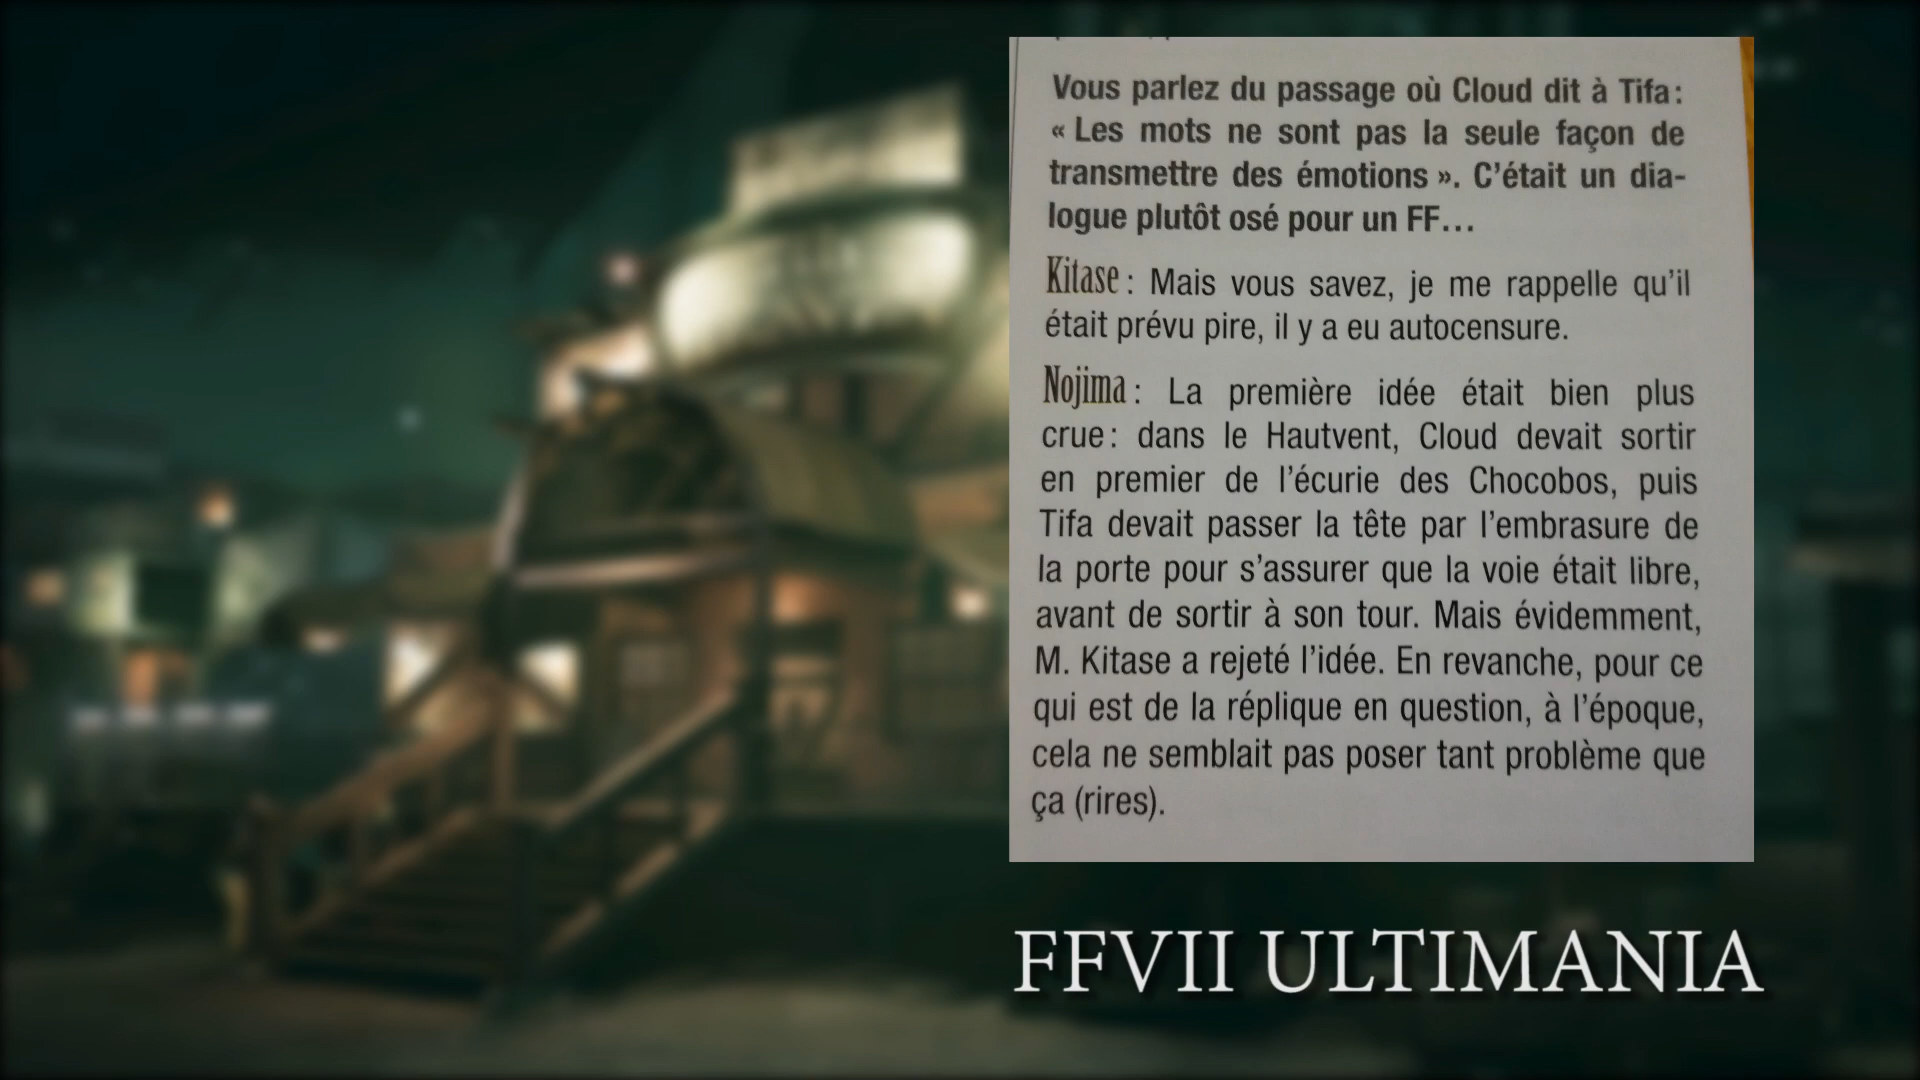 Vous parlez du passage où Cloud dit à Tifa:
« Les mots ne sont pas la seule façon de
transmettre des émotions ». C'était un dia-
logue plutôt osé pour un FF...
Kitase : Mais vous savez, je me rappelle qu'il
était prévu pire, il y a eu autocensure.
Nojima : La première idée était bien plus
crue : dans le Hautvent, Cloud devait sortir
en premier de l'écurie des Chocobos, puis
Tifa devait passer la tête par l'embrasure de
la porte pour s'assurer que la voie était libre,
avant de sortir à son tour. Mais évidemment,
M. Kitase a rejeté l'idée. En revanche, pour ce
qui est de la réplique en question, à l'époque,
cela ne semblait pas poser tant problème que
ça (rires).
FFVII ULTIMANIA